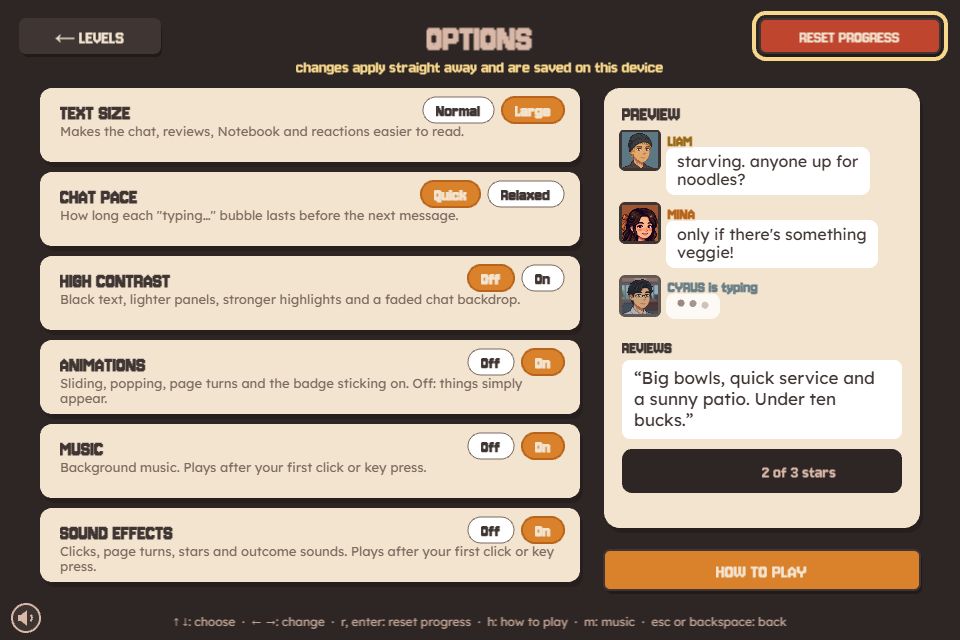 ← LEVELS
OPTIONS
RESET PROGRESS
changes apply straight away and are saved on this device
TEXT SIZE
Normal
Large
Makes the chat, reviews, Notebook and reactions easier to read.
CHAT PACE
Quick
Relaxed
How long each "typing…" bubble lasts before the next message.
HIGH CONTRAST
Off
On
Black text, lighter panels, stronger highlights and a faded chat backdrop.
ANIMATIONS
Off
On
Sliding, popping, page turns and the badge sticking on. Off: things simply
appear.
MUSIC
Off
On
Background music. Plays after your first click or key press.
SOUND EFFECTS
Off
On
Clicks, page turns, stars and outcome sounds. Plays after your first click or key
press.
PREVIEW
LIAM
starving. anyone up for
noodles?
MINA
only if there's something
veggie!
CYRUS is typing
REVIEWS
“Big bowls, quick service and
a sunny patio. Under ten
bucks.”
2 of 3 stars
HOW TO PLAY
↑ ↓: choose · ← →: change · r, enter: reset progress · h: how to play · m: music · esc or backspace: back